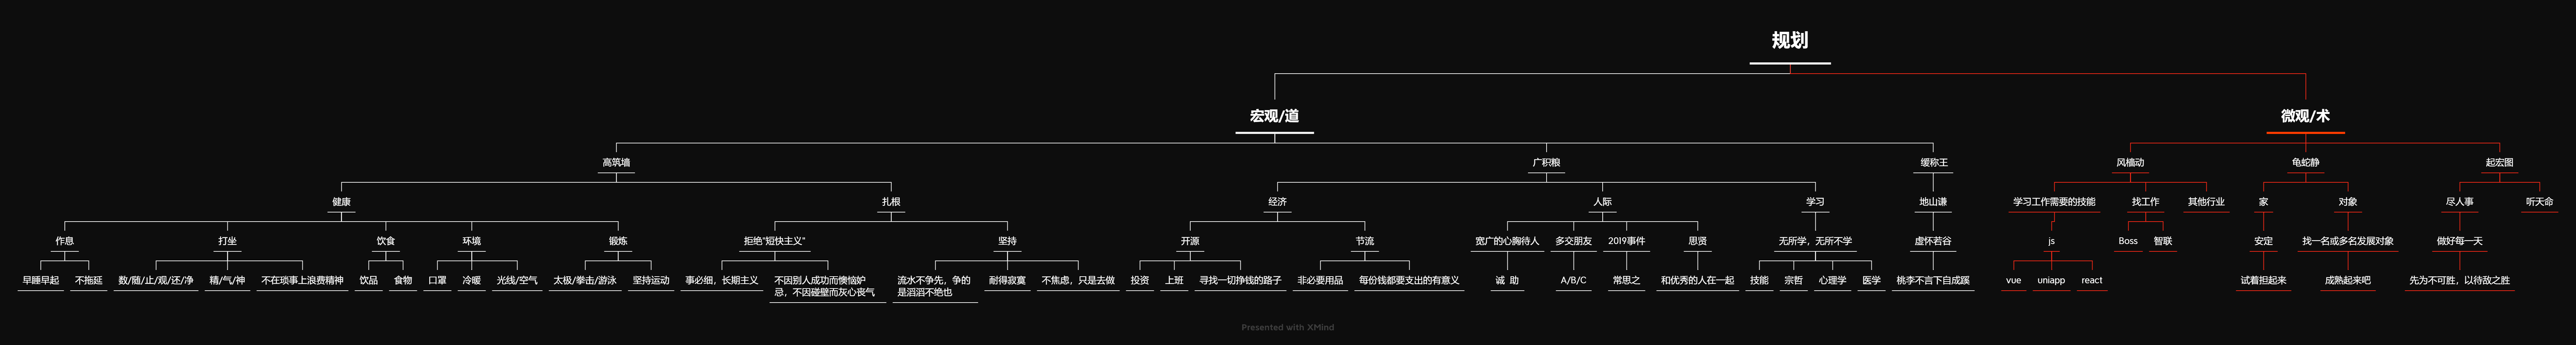 规划
宏观/道
微观/术
高筑墙
广积粮
缓称王
风樯动
龟蛇静
起宏图
健康
扎根
经济
人际
学习
地山谦
学习工作需要的技能
找工作
其他行业
家
对象
尽人事
听天命
作息
打坐
饮食
环境
锻炼
拒绝"短快主义"
坚持
开源
节流
宽广的心胸待人
多交朋友
2019事件
思贤
无所学，无所不学
虚怀若谷
js
Boss
智联
安定
找一名或多名发展对象
做好每一天
早睡早起
不拖延
数/随/止/观/还/净
精/气/神
不在琐事上浪费精神
饮品
食物
口罩
冷暖
光线/空气
太极/拳击/游泳
坚持运动
事必细，长期主义
不因别人成功而懊恼妒
忌，不因碰壁而灰心丧气
流水不争先，争的
是滔滔不绝也
耐得寂寞
不焦虑，只是去做
投资
上班
寻找一切挣钱的路子
非必要用品
每份钱都要支出的有意义
诚 助
A/B/C
常思之
和优秀的人在一起
技能
宗哲
心理学
医学
桃李不言下自成蹊
vue
uniapp
react
试着担起来
成熟起来吧
先为不可胜，以待敌之胜
Presented with XMind